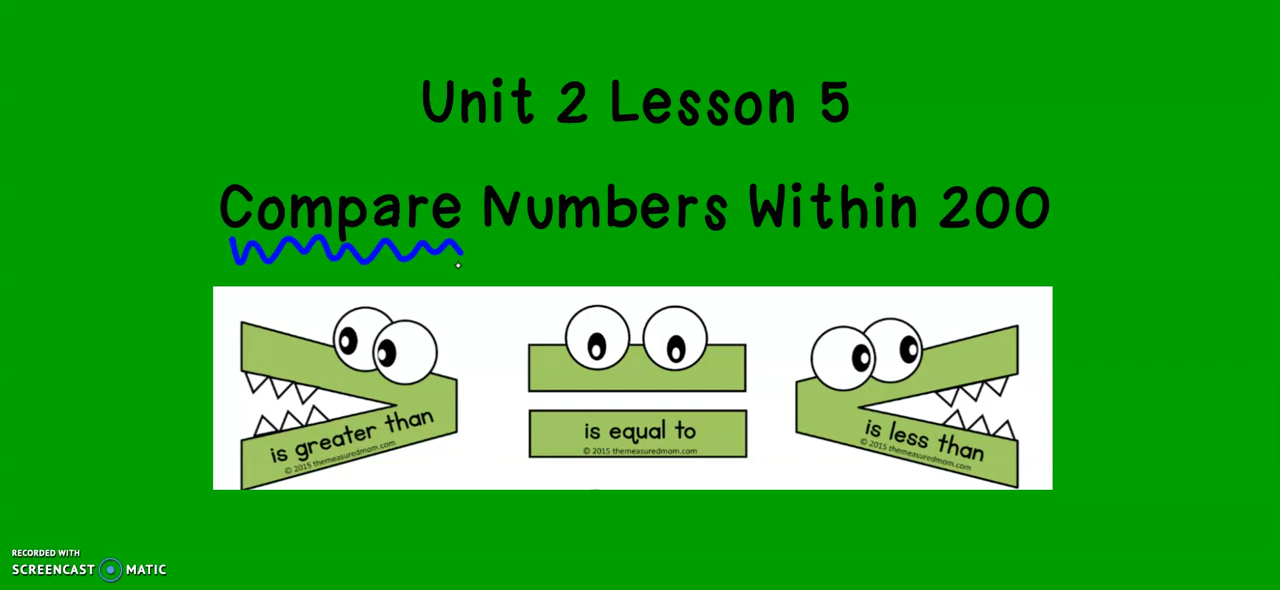 Unit 2 Lesson 5
Compare Numbers Within 200
is greater than
© 2015 themeasuredmom.com
is equal to
© 2015 themeasuredmom.com
is less than
© 2015 themeasuredmom.com
RECORDED WITH
SCREENCAST MATIC